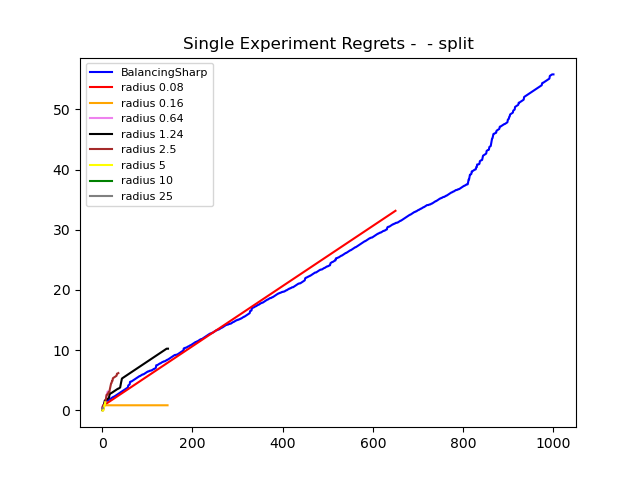 Single Experiment Regrets -  - split
BalancingSharp
radius 0.08
radius 0.16
radius 0.64
radius 1.24
radius 2.5
radius 5
radius 10
radius 25
50
40
30
20
10
0
0 200 400 600 800 1000